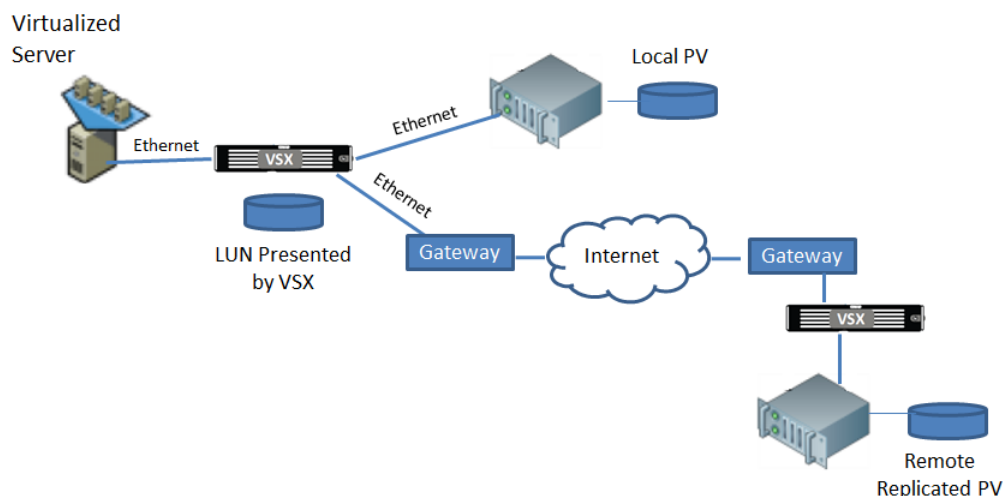 Virtualized
Server
Local PV
Ethernet
Ethernet
VSX
Ethernet
LUN Presented
by VSX
Gateway
Internet
Gateway
VSX
Remote
Replicated PV